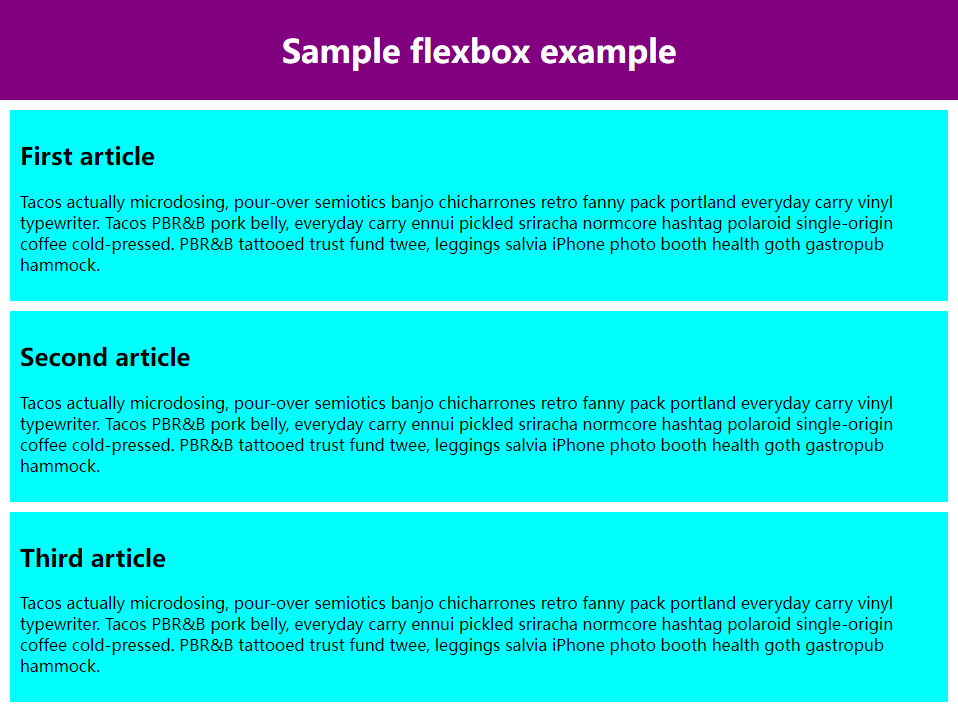 Sample flexbox example
First article
Tacos actually microdosing, pour-over semiotics banjo chicharrones retro fanny pack portland everyday carry vinyl
typewriter. Tacos PBR&B pork belly, everyday carry ennui pickled sriracha normcore hashtag polaroid single-origin
coffee cold-pressed. PBR&B tattooed trust fund twee, leggings salvia iPhone photo booth health goth gastropub
hammock.
Second article
Tacos actually microdosing, pour-over semiotics banjo chicharrones retro fanny pack portland everyday carry vinyl
typewriter. Tacos PBR&B pork belly, everyday carry ennui pickled sriracha normcore hashtag polaroid single-origin
coffee cold-pressed. PBR&B tattooed trust fund twee, leggings salvia iPhone photo booth health goth gastropub
hammock.
Third article
Tacos actually microdosing, pour-over semiotics banjo chicharrones retro fanny pack portland everyday carry vinyl
typewriter. Tacos PBR&B pork belly, everyday carry ennui pickled sriracha normcore hashtag polaroid single-origin
coffee cold-pressed. PBR&B tattooed trust fund twee, leggings salvia iPhone photo booth health goth gastropub
hammock.